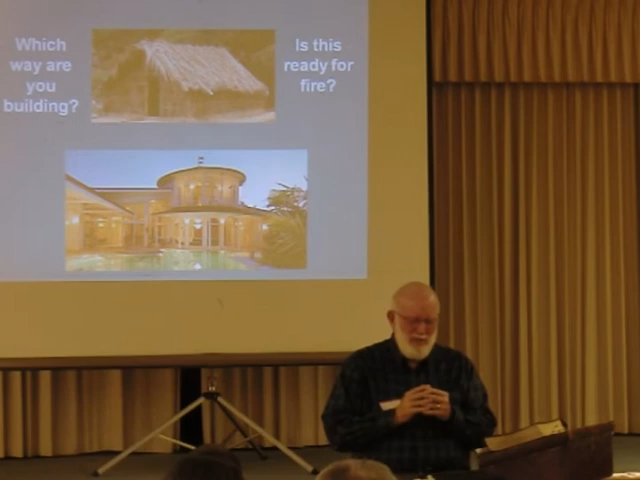 Which
way are
you
building?
Is this
ready for
fire?